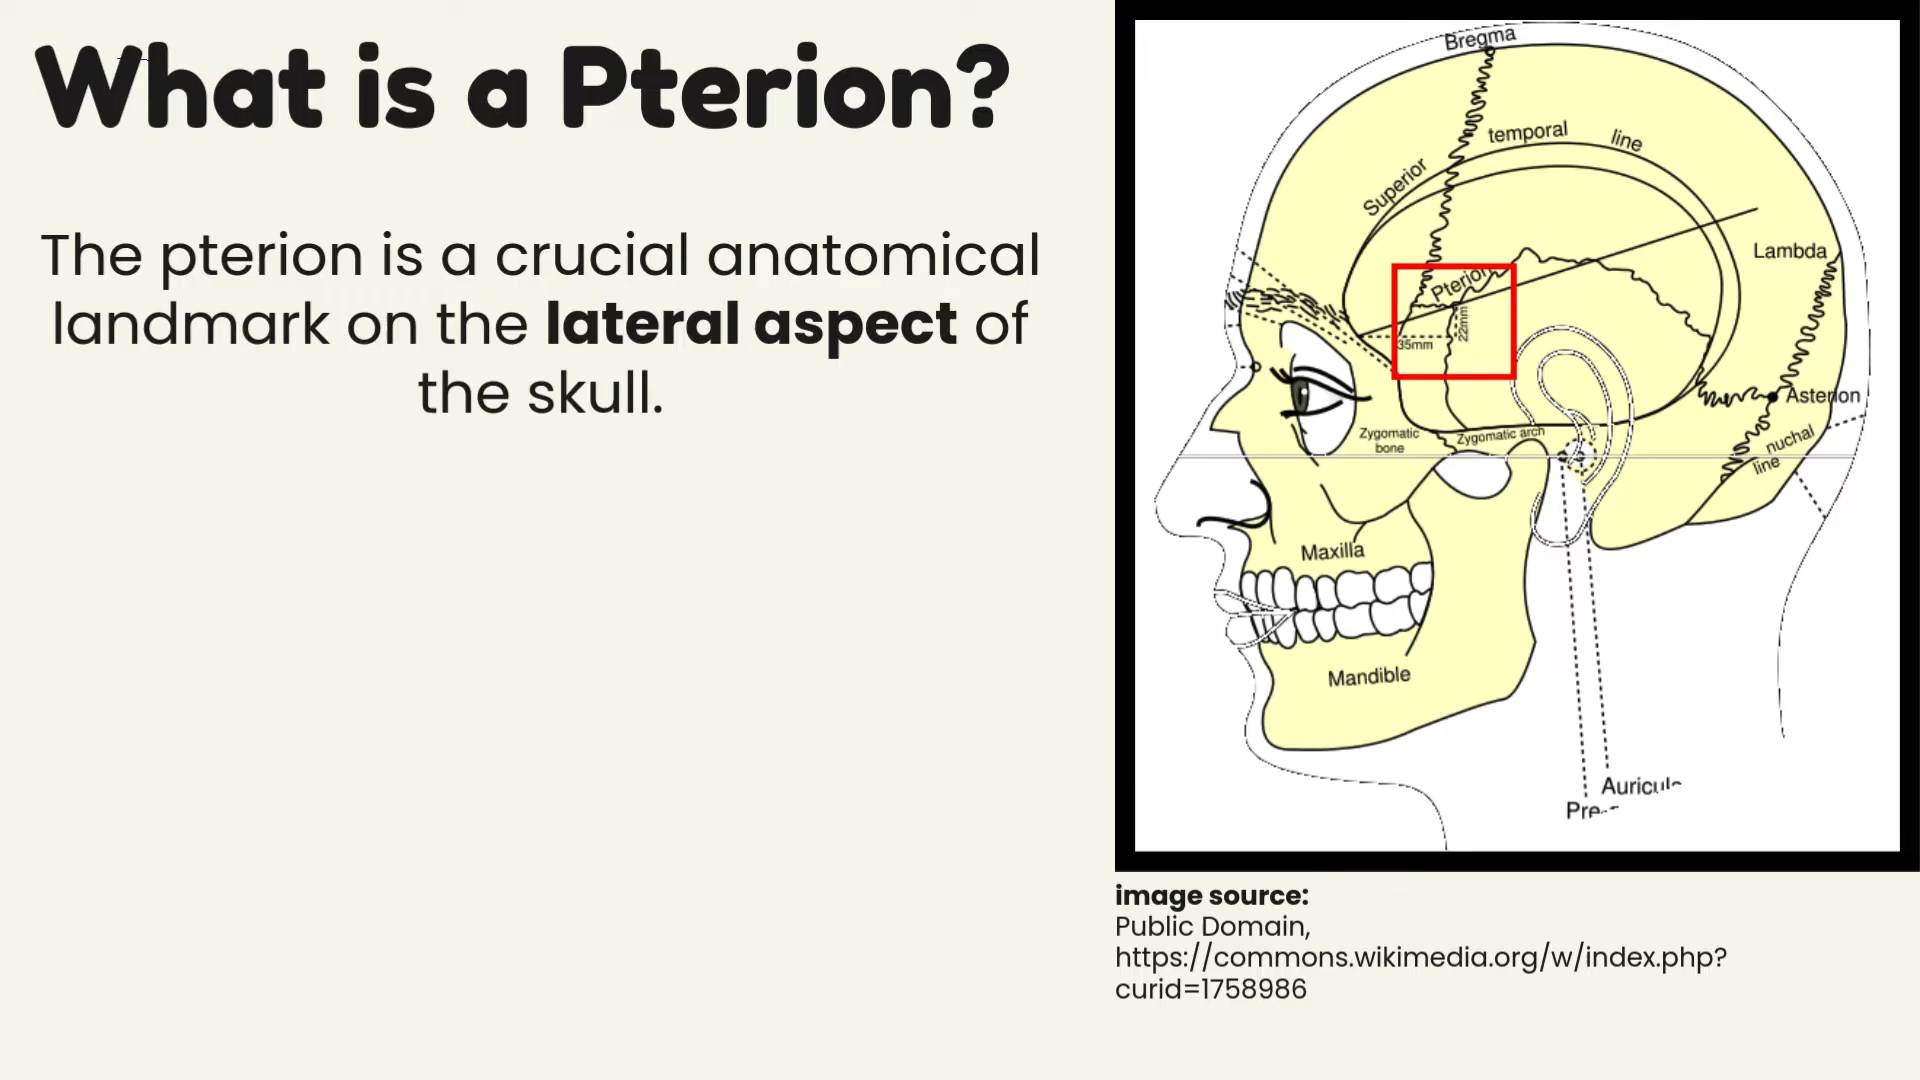 What is a Pterion?
The pterion is a crucial anatomical
landmark on the lateral aspect of
the skull.
Bregma
temporal line
Superior
Lambda
Pterion
22mm
35mm
Asterion
Zygomatic
bone
Zygomatic arch
nuchal
line
Maxilla
Mandible
image source:
Public Domain,
https://commons.wikimedia.org/w/index.php?
curid=1758986